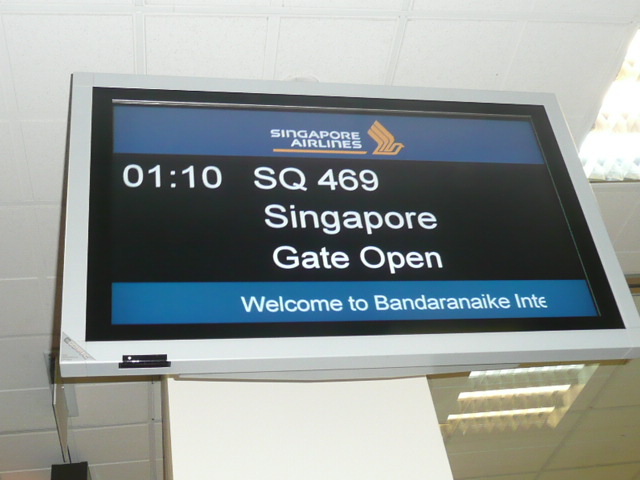 SINGAPORE
AIRLINES
01:10 SQ 469
Singapore
Gate Open
Welcome to Bandaranaike Inte